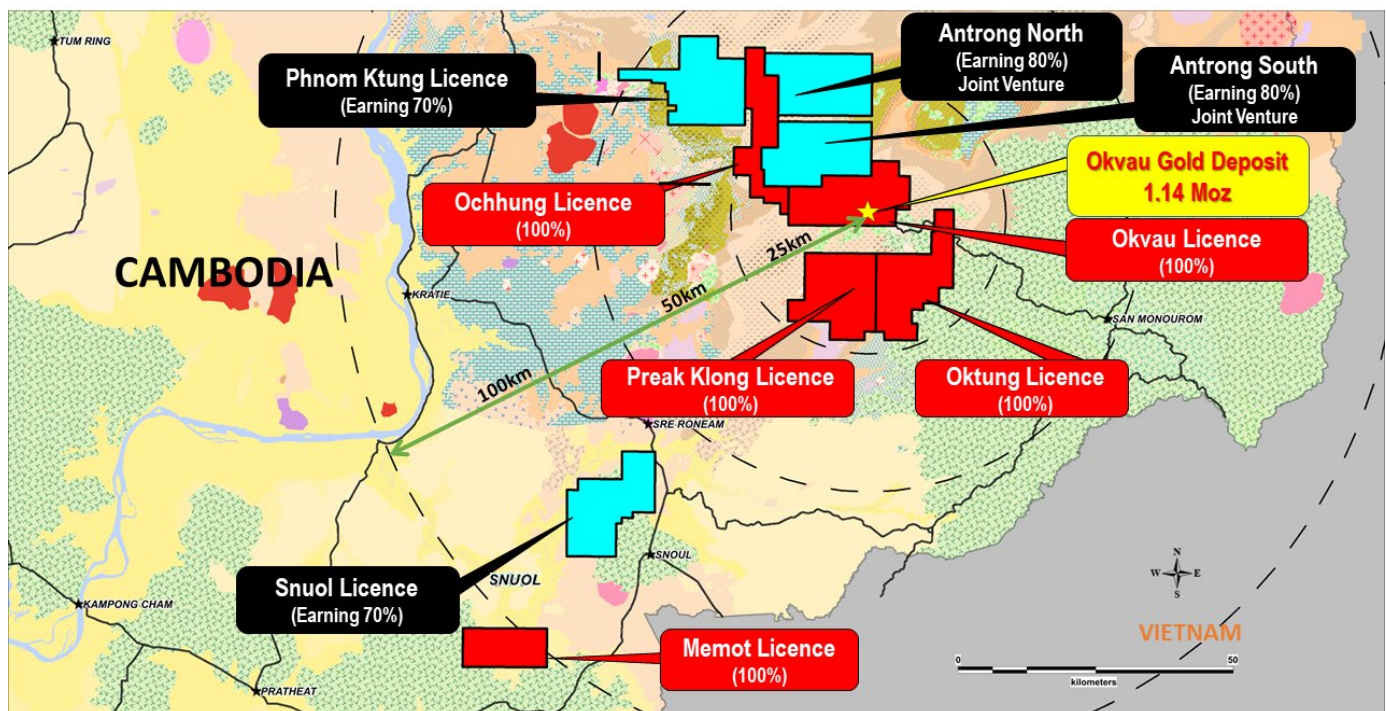 TUM RING
Phnom Ktung Licence
(Earning 70%)
Antrong North
(Earning 80%)
Joint Venture
Antrong South
(Earning 80%)
Joint Venture
Okvau Gold Deposit
1.14 Moz
Ochhung Licence
(100%)
Okvau Licence
(100%)
CAMBODIA
KRATIE
25km
50km
100km
SAN MONOUROM
Preak Klong Licence
(100%)
Oktung Licence
(100%)
SRE RONEAM
SNOUL
Snuol Licence
(Earning 70%)
SNUOL
KAMPONG CHAM
PRATHEAT
Memot Licence
(100%)
N
W E
S
VIETNAM
0 50
kilometers